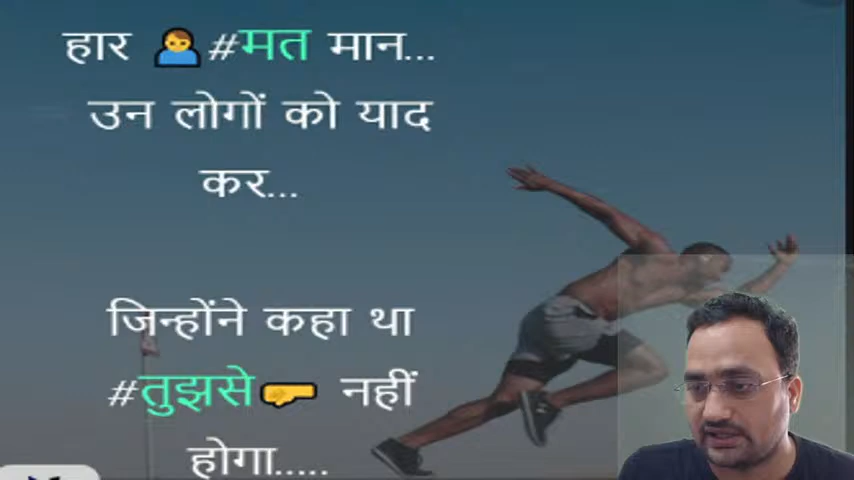 हार 🙎‍♂️#मत मान...
उन लोगों को याद
कर...
जिन्होंने कहा था
#तुझसे🤛 नहीं
होगा.....